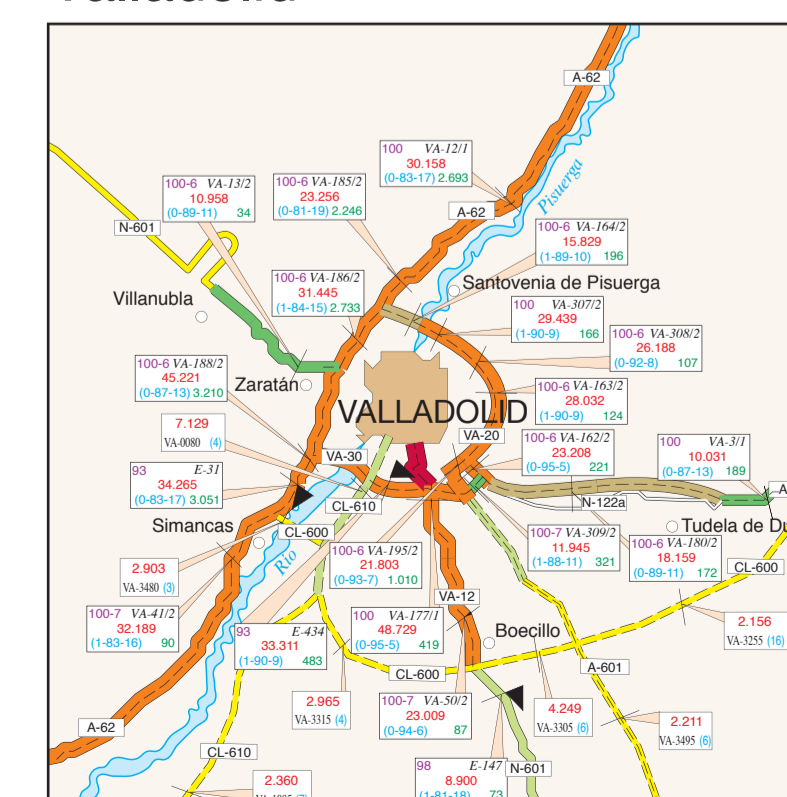 A-62
100 VA-12/1
30.158
(0-83-17) 2.693
Pisuerga
100-6 VA-13/2
10.958
(0-89-11) 34
100-6 VA-185/2
23.256
(0-81-19) 2.246
A-62
N-601
100-6 VA-164/2
15.829
(1-89-10) 196
100-6 VA-186/2
31.445
(1-84-15) 2.733
Santovenia de Pisuerga
Villanubla
100 VA-307/2
29.439
(1-90-9) 166
100-6 VA-308/2
26.188
(0-92-8) 107
100-6 VA-188/2
45.221
(0-87-13) 3.210
Zaratán
100-6 VA-163/2
28.032
(1-90-9) 124
VALLADOLID
7.129
VA-0080 (4)
VA-20
100-6 VA-162/2
23.208
(0-95-5) 221
100 VA-3/1
10.031
(0-87-13) 189
VA-30
93 E-31
34.265
(0-83-17) 3.051
CL-610
N-122a
Simancas
CL-600
Río
Tudela de Du
100-7 VA-309/2
11.945
(1-88-11) 321
100-6 VA-180/2
18.159
(0-89-11) 172
100-6 VA-195/2
21.803
(0-93-7) 1.010
2.903
VA-3480 (3)
CL-600
VA-12
100-7 VA-41/2
32.189
(1-83-16) 90
93 E-434
33.311
(1-90-9) 483
100 VA-177/1
48.729
(0-95-5) 419
Boecillo
2.156
VA-3255 (16)
CL-600
A-601
2.965
VA-3315 (4)
100-7 VA-50/2
23.009
(0-94-6) 87
4.249
VA-3305 (6)
2.211
VA-3495 (6)
A-62
CL-610
98 E-147
8.900
(1-81-18) 73
N-601
2.360